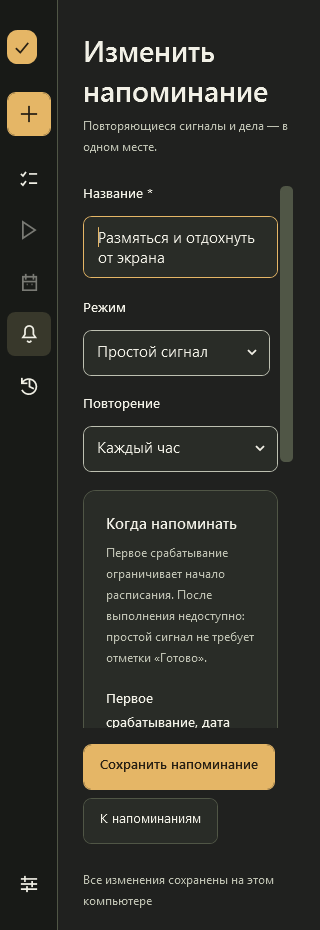 Изменить
напоминание
Повторяющиеся сигналы и дела — в
одном месте.
Название *
Размяться и отдохнуть
от экрана
Режим
Простой сигнал
Повторение
Каждый час
Когда напоминать
Первое срабатывание
ограничивает начало
расписания. После
выполнения недоступно:
простой сигнал не требует
отметки «Готово».
Первое
срабатывание, дата
Сохранить напоминание
К напоминаниям
Все изменения сохранены на этом
компьютере